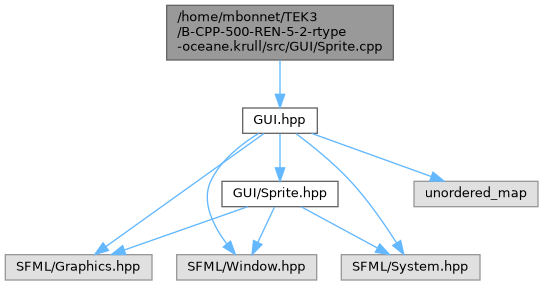 /home/mbonnet/TEK3
/B-CPP-500-REN-5-2-rtype
-oceane.krull/src/GUI/Sprite.cpp
GUI.hpp
GUI/Sprite.hpp
unordered_map
SFML/Graphics.hpp
SFML/Window.hpp
SFML/System.hpp